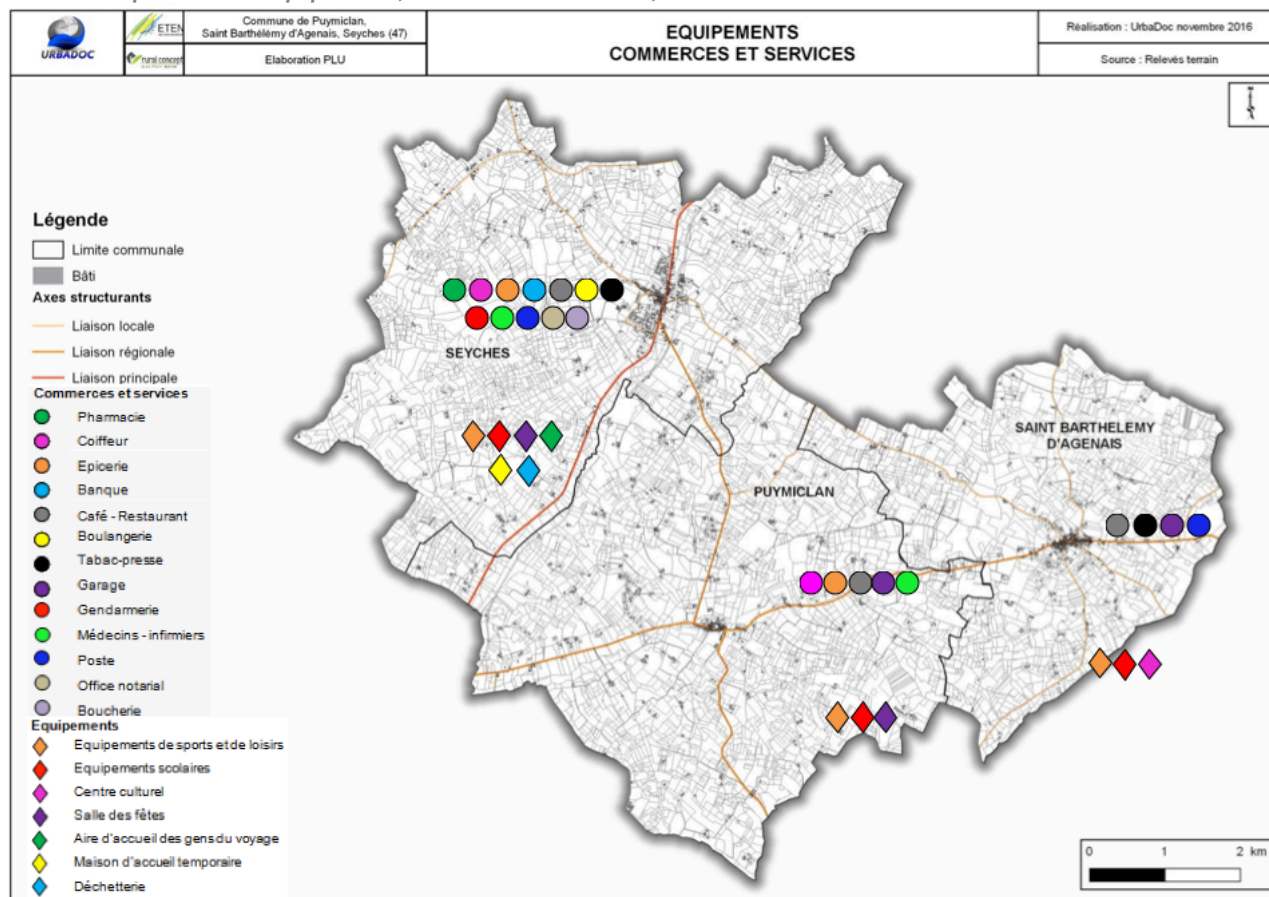 URBADOC
ETEN
rural concept
Commune de Puymiclan,
Saint Barthélémy d'Agenais, Seyches (47)
Elaboration PLU
EQUIPEMENTS
COMMERCES ET SERVICES
Réalisation : UrbaDoc novembre 2016
Source : Relevés terrain
Légende
Limite communale
Bâti
Axes structurants
Liaison locale
Liaison régionale
Liaison principale
Commerces et services
Pharmacie
Coiffeur
Epicerie
Banque
Café - Restaurant
Boulangerie
Tabac-presse
Garage
Gendarmerie
Médecins - infirmiers
Poste
Office notarial
Boucherie
Equipements
Equipements de sports et de loisirs
Equipements scolaires
Centre culturel
Salle des fêtes
Aire d'accueil des gens du voyage
Maison d'accueil temporaire
Déchetterie
SEYCHES
PUYMICLAN
SAINT BARTHELEMY
D'AGENAIS
0 1 2 km